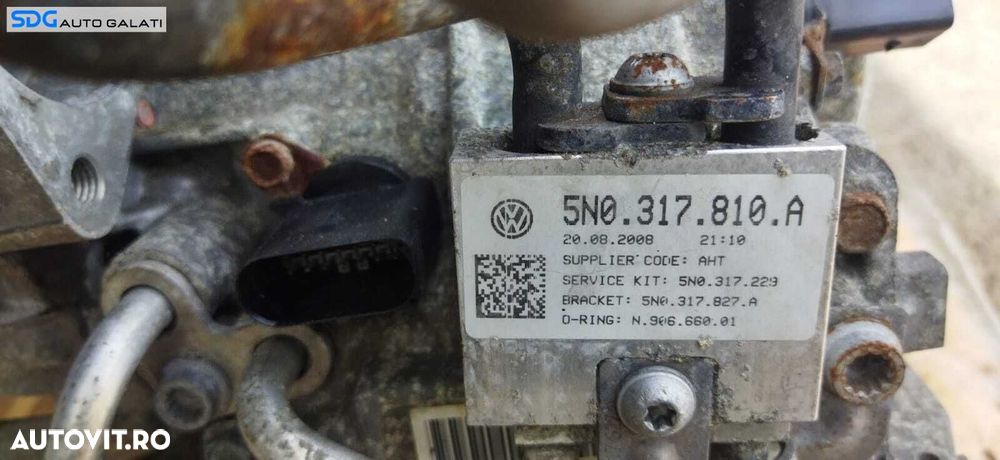 SDG AUTO GALATI
5N0.317.810.A
20.08.2008 21:10
SUPPLIER CODE: AHT
SERVICE KIT: 5N0.317.229
BRACKET: 5N0.317.827.A
O-RING: N.906.660.01
AUTOVIT.RO